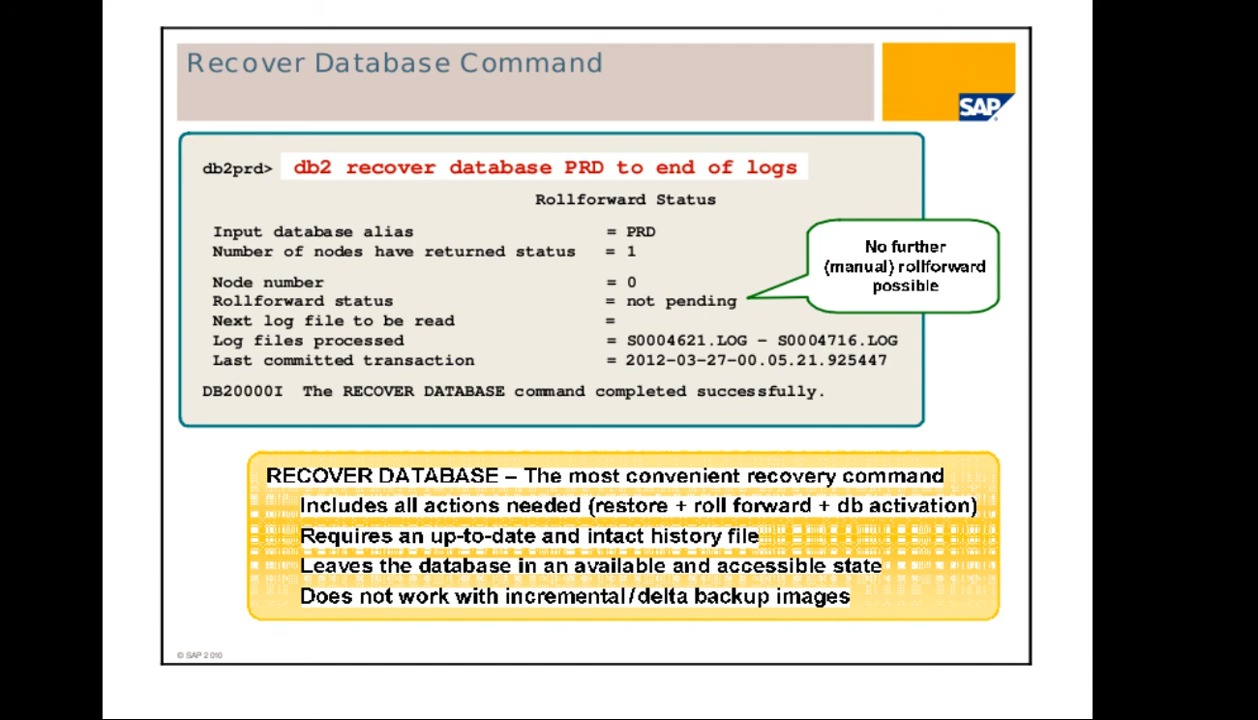 Recover Database Command
SAP
db2prd> db2 recover database PRD to end of logs
Rollforward Status
Input database alias = PRD
Number of nodes have returned status = 1
Node number = 0
Rollforward status = not pending
Next log file to be read =
Log files processed = S0004621.LOG - S0004716.LOG
Last committed transaction = 2012-03-27-00.05.21.925447
DB20000I The RECOVER DATABASE command completed successfully.
No further
(manual) rollforward
possible
RECOVER DATABASE – The most convenient recovery command
Includes all actions needed (restore + roll forward + db activation)
Requires an up-to-date and intact history file
Leaves the database in an available and accessible state
Does not work with incremental/delta backup images
© SAP 2010